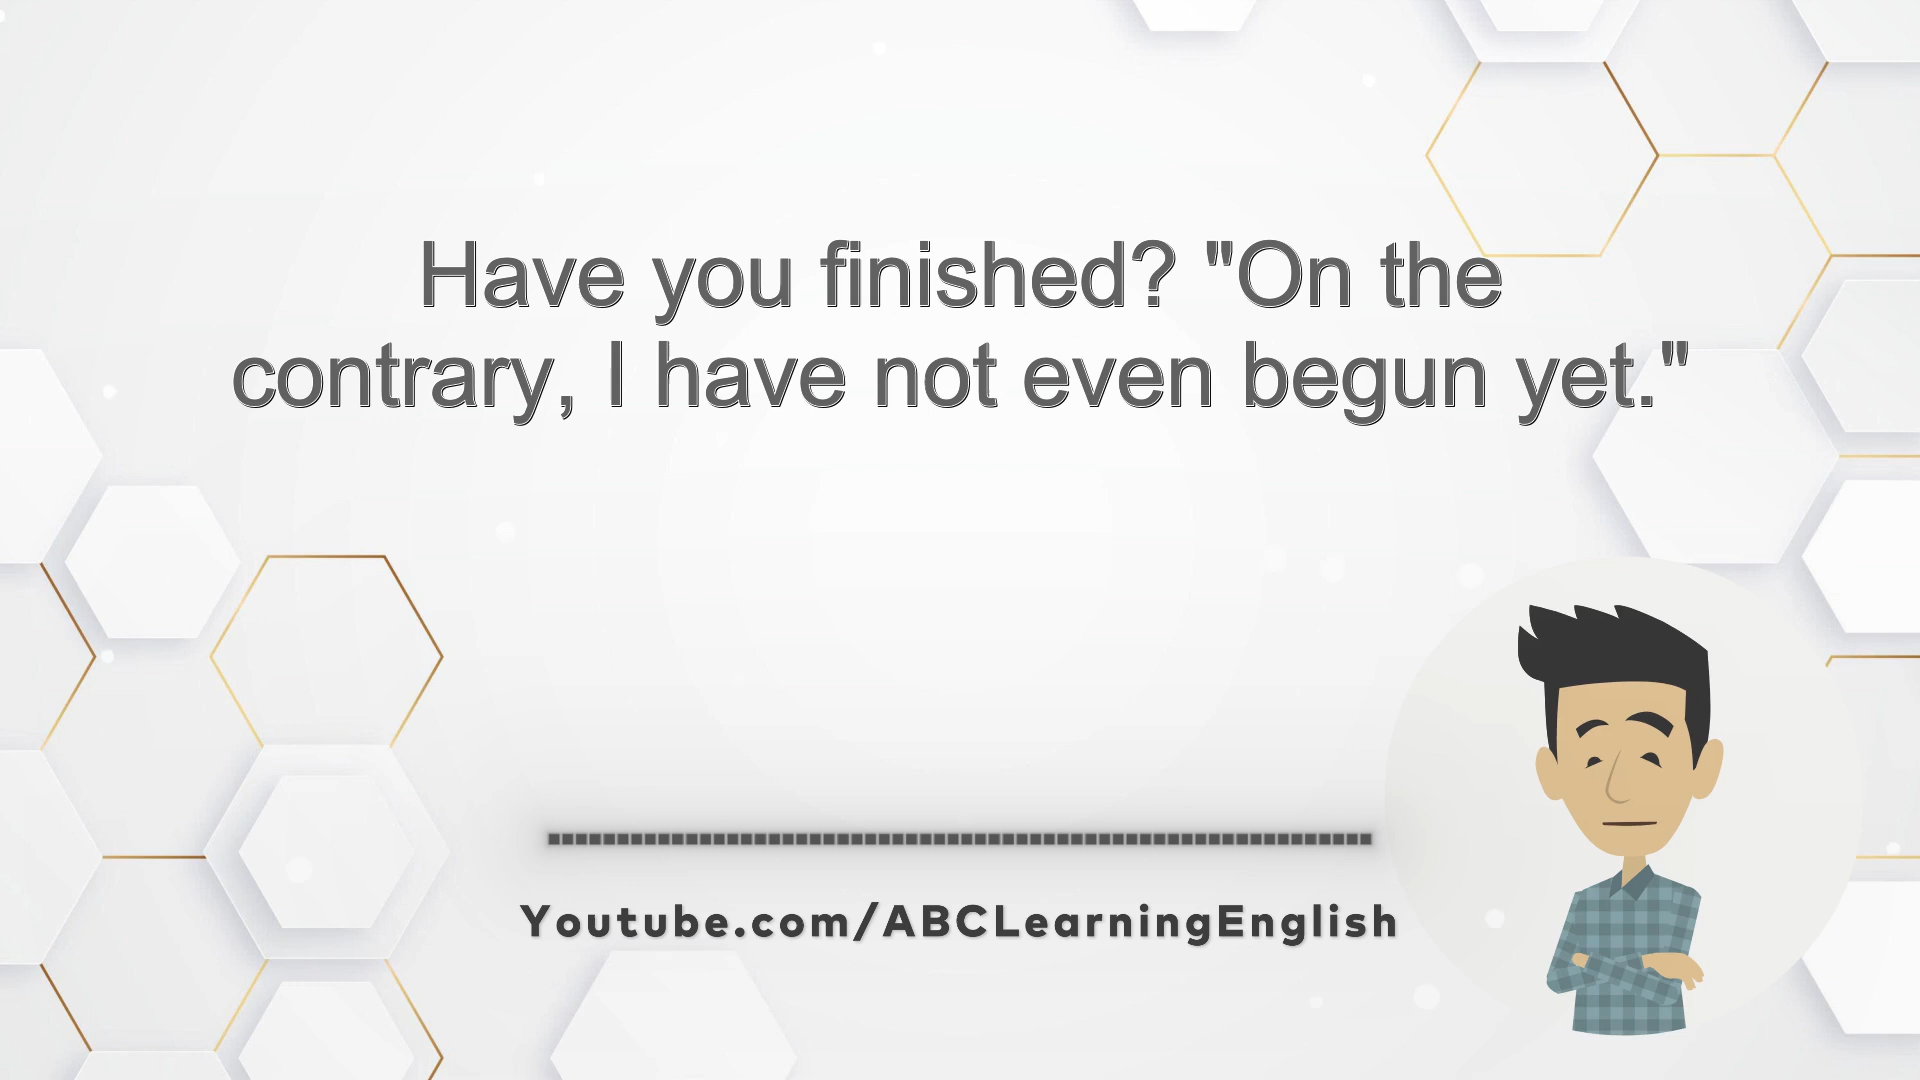 Have you finished? "On the
contrary, I have not even begun yet."
Youtube.com/ABCLearningEnglish